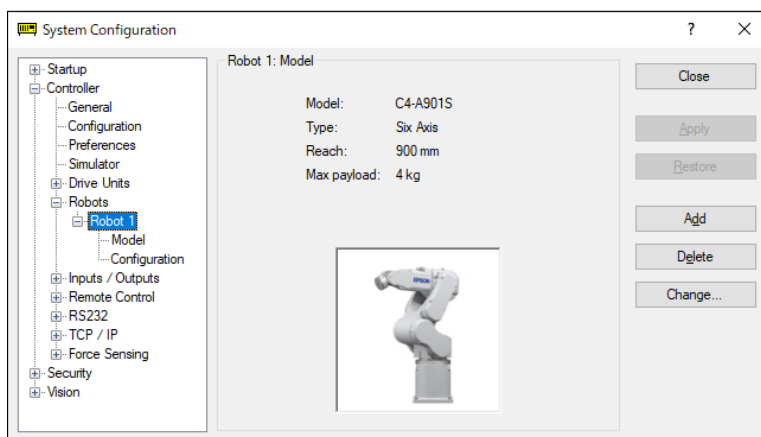 System Configuration
?
Startup
Controller
General
Configuration
Preferences
Simulator
Drive Units
Robots
Robot 1
Model
Configuration
Inputs / Outputs
Remote Control
RS232
TCP / IP
Force Sensing
Security
Vision
Robot 1: Model
Model: C4-A901S
Type: Six Axis
Reach: 900 mm
Max payload: 4 kg
EPSON
Close
Apply
Restore
Add
Delete
Change...